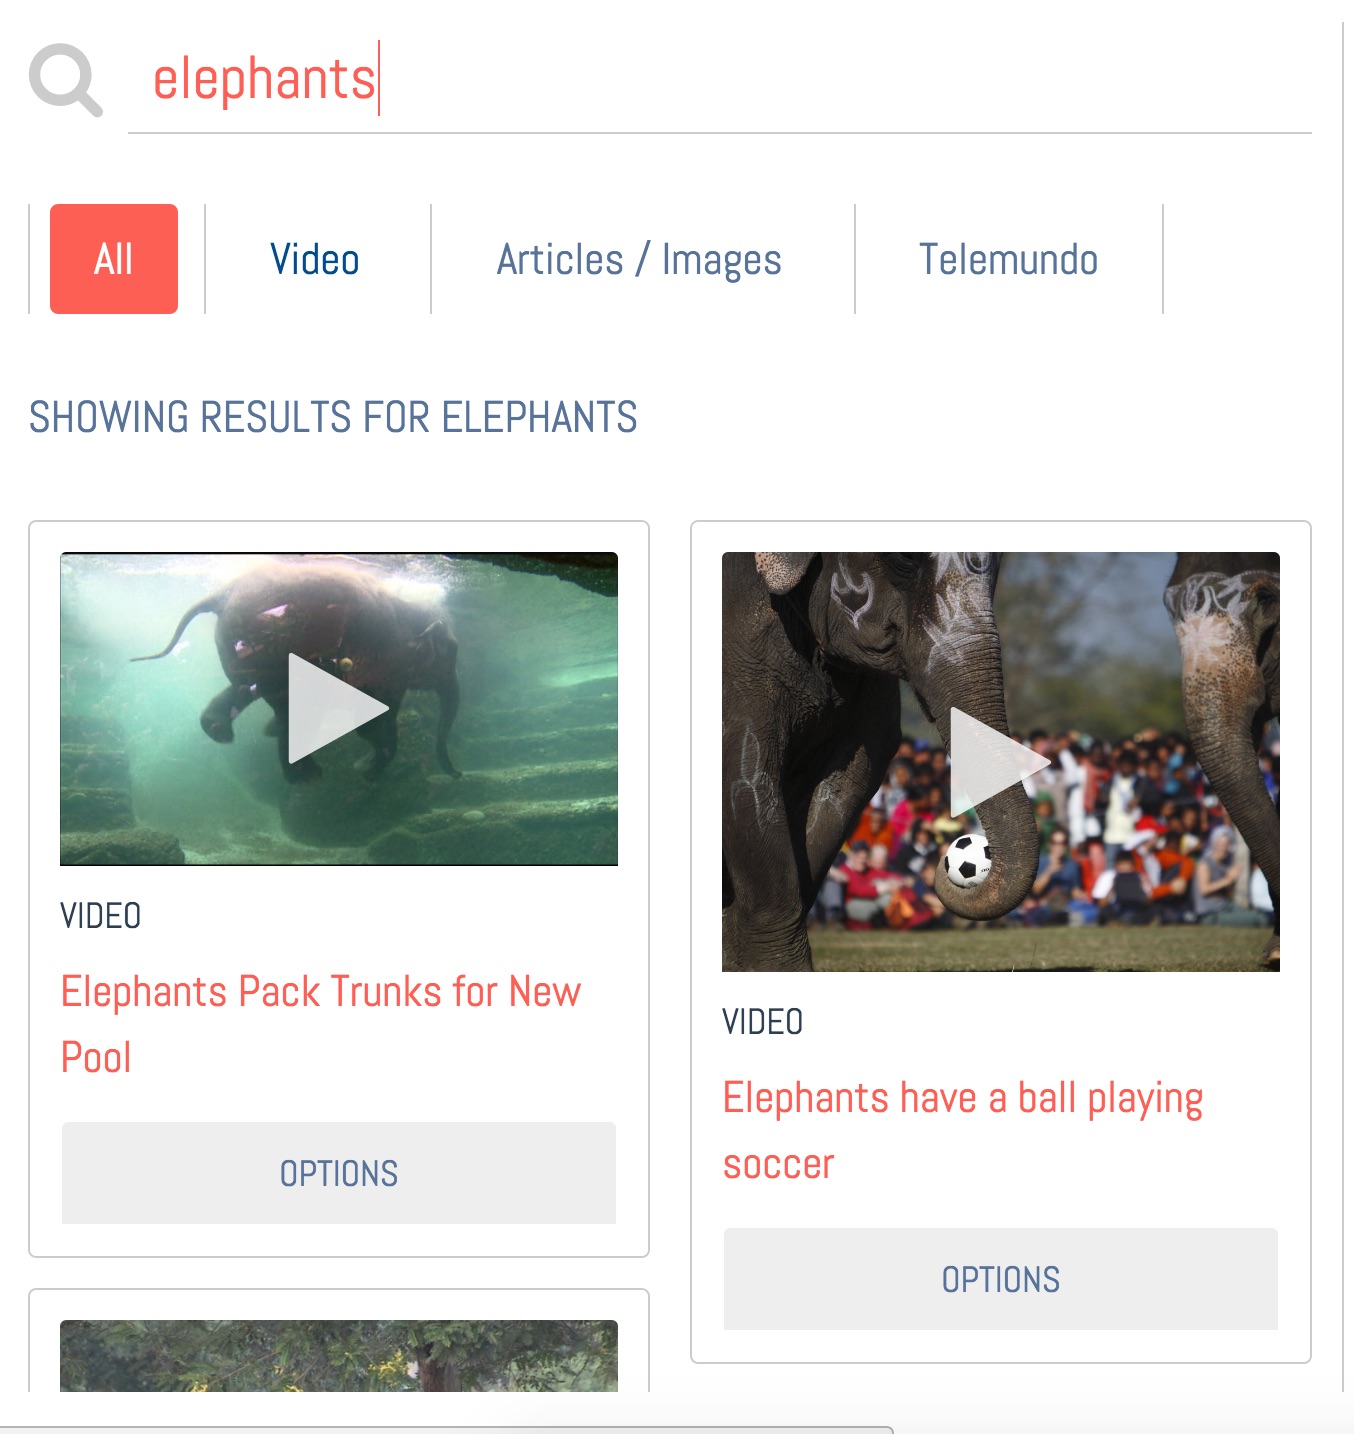 elephants
All
Video
Articles / Images
Telemundo
SHOWING RESULTS FOR ELEPHANTS
VIDEO
Elephants Pack Trunks for New
Pool
OPTIONS
VIDEO
Elephants have a ball playing
soccer
OPTIONS